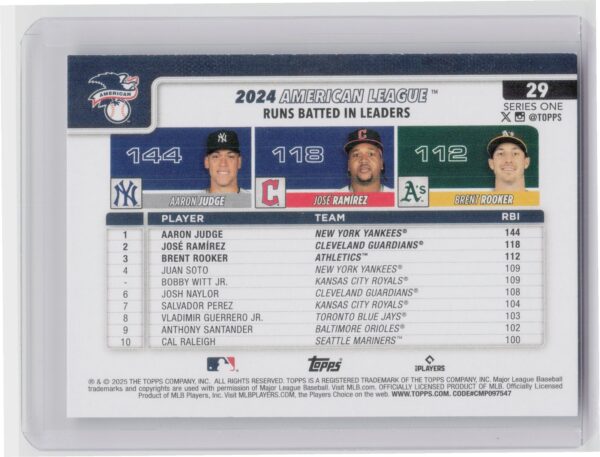 AMERICAN
2024 AMERICAN LEAGUE™
RUNS BATTED IN LEADERS
29
SERIES ONE
@TOPPS
144
118
112
AARON JUDGE
JOSÉ RAMÍREZ
BRENT ROOKER
C
A's
PLAYER TEAM RBI
1 AARON JUDGE NEW YORK YANKEES® 144
2 JOSÉ RAMÍREZ CLEVELAND GUARDIANS® 118
3 BRENT ROOKER ATHLETICS™ 112
4 JUAN SOTO NEW YORK YANKEES® 109
- BOBBY WITT JR. KANSAS CITY ROYALS® 109
6 JOSH NAYLOR CLEVELAND GUARDIANS® 108
7 SALVADOR PEREZ KANSAS CITY ROYALS® 104
8 VLADIMIR GUERRERO JR. TORONTO BLUE JAYS® 103
9 ANTHONY SANTANDER BALTIMORE ORIOLES® 102
10 CAL RALEIGH SEATTLE MARINERS™ 100
Topps
PLAYERS
® & © 2025 THE TOPPS COMPANY, INC. ALL RIGHTS RESERVED. TOPPS IS A REGISTERED TRADEMARK OF THE TOPPS COMPANY, INC. Major League Baseball
trademarks and copyrights are used with permission of Major League Baseball. Visit MLB.com. OFFICIALLY LICENSED PRODUCT OF MLB. Officially Licensed
Product of MLB Players, Inc. Visit MLBPLAYERS.COM, the Players Choice on the web. WWW.TOPPS.COM. CODE#CMP097547